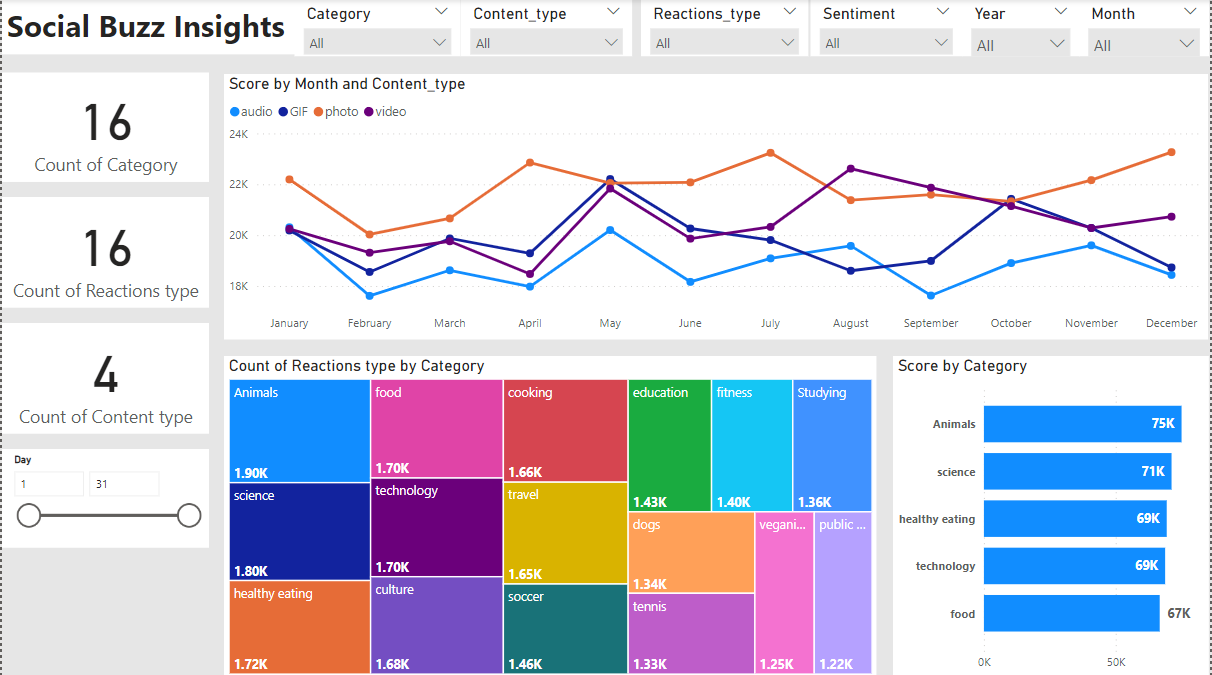 Social Buzz Insights
Category
All
Content_type
All
Reactions_type
All
Sentiment
All
Year
All
Month
All
16
Count of Category
16
Count of Reactions type
4
Count of Content type
Day
1 31
Score by Month and Content_type
audio GIF photo video
24K
22K
20K
18K
January February March April May June July August September October November December
Count of Reactions type by Category
Animals
1.90K
science
1.80K
healthy eating
1.72K
food
1.70K
technology
1.70K
culture
1.68K
cooking
1.66K
travel
1.65K
soccer
1.46K
education
1.43K
fitness
1.40K
Studying
1.36K
dogs
1.34K
tennis
1.33K
vegani...
1.25K
public ...
1.22K
Score by Category
Animals 75K
science 71K
healthy eating 69K
technology 69K
food 67K
0K 50K